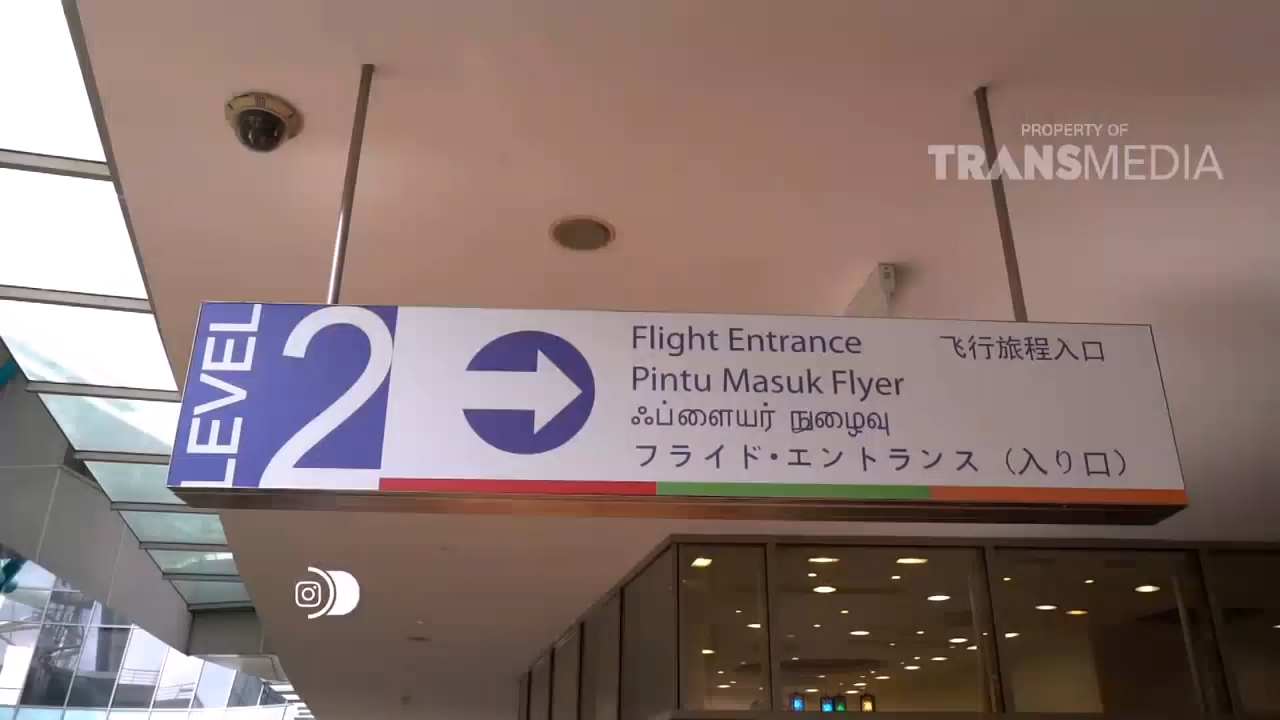 PROPERTY OF
TRANSMEDIA
LEVEL 2
Flight Entrance
飞行旅程入口
Pintu Masuk Flyer
ஃப்ளையர் நுழைவு
フライド・エントランス (入り口)